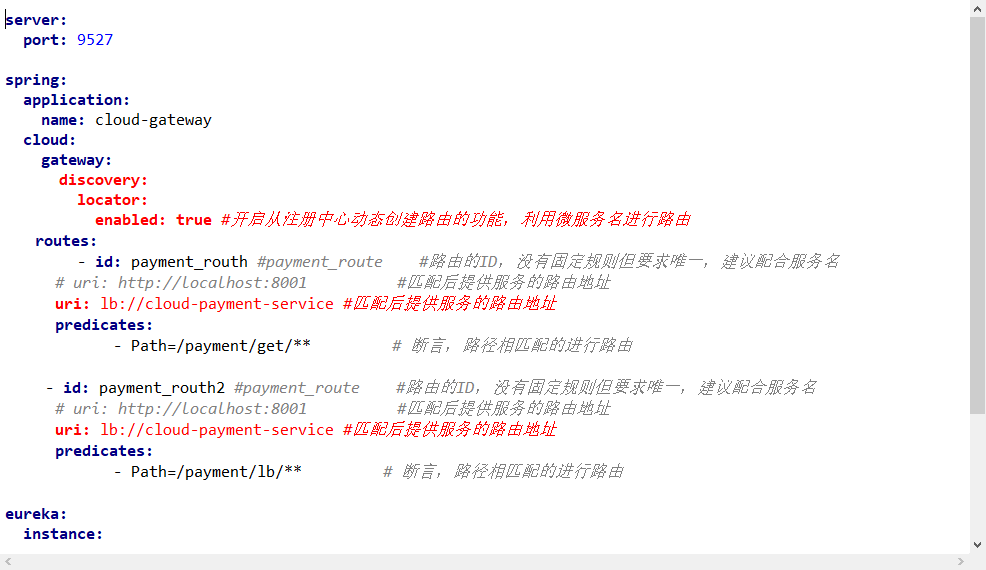 server:
  port: 9527

spring:
  application:
    name: cloud-gateway
  cloud:
    gateway:
      discovery:
        locator:
          enabled: true #开启从注册中心动态创建路由的功能，利用微服务名进行路由
   routes:
        - id: payment_routh #payment_route    #路由的ID，没有固定规则但要求唯一，建议配合服务名
     # uri: http://localhost:8001          #匹配后提供服务的路由地址
     uri: lb://cloud-payment-service #匹配后提供服务的路由地址
     predicates:
            - Path=/payment/get/**         # 断言，路径相匹配的进行路由

    - id: payment_routh2 #payment_route    #路由的ID，没有固定规则但要求唯一，建议配合服务名
     # uri: http://localhost:8001          #匹配后提供服务的路由地址
     uri: lb://cloud-payment-service #匹配后提供服务的路由地址
     predicates:
            - Path=/payment/lb/**         # 断言，路径相匹配的进行路由

eureka:
  instance: